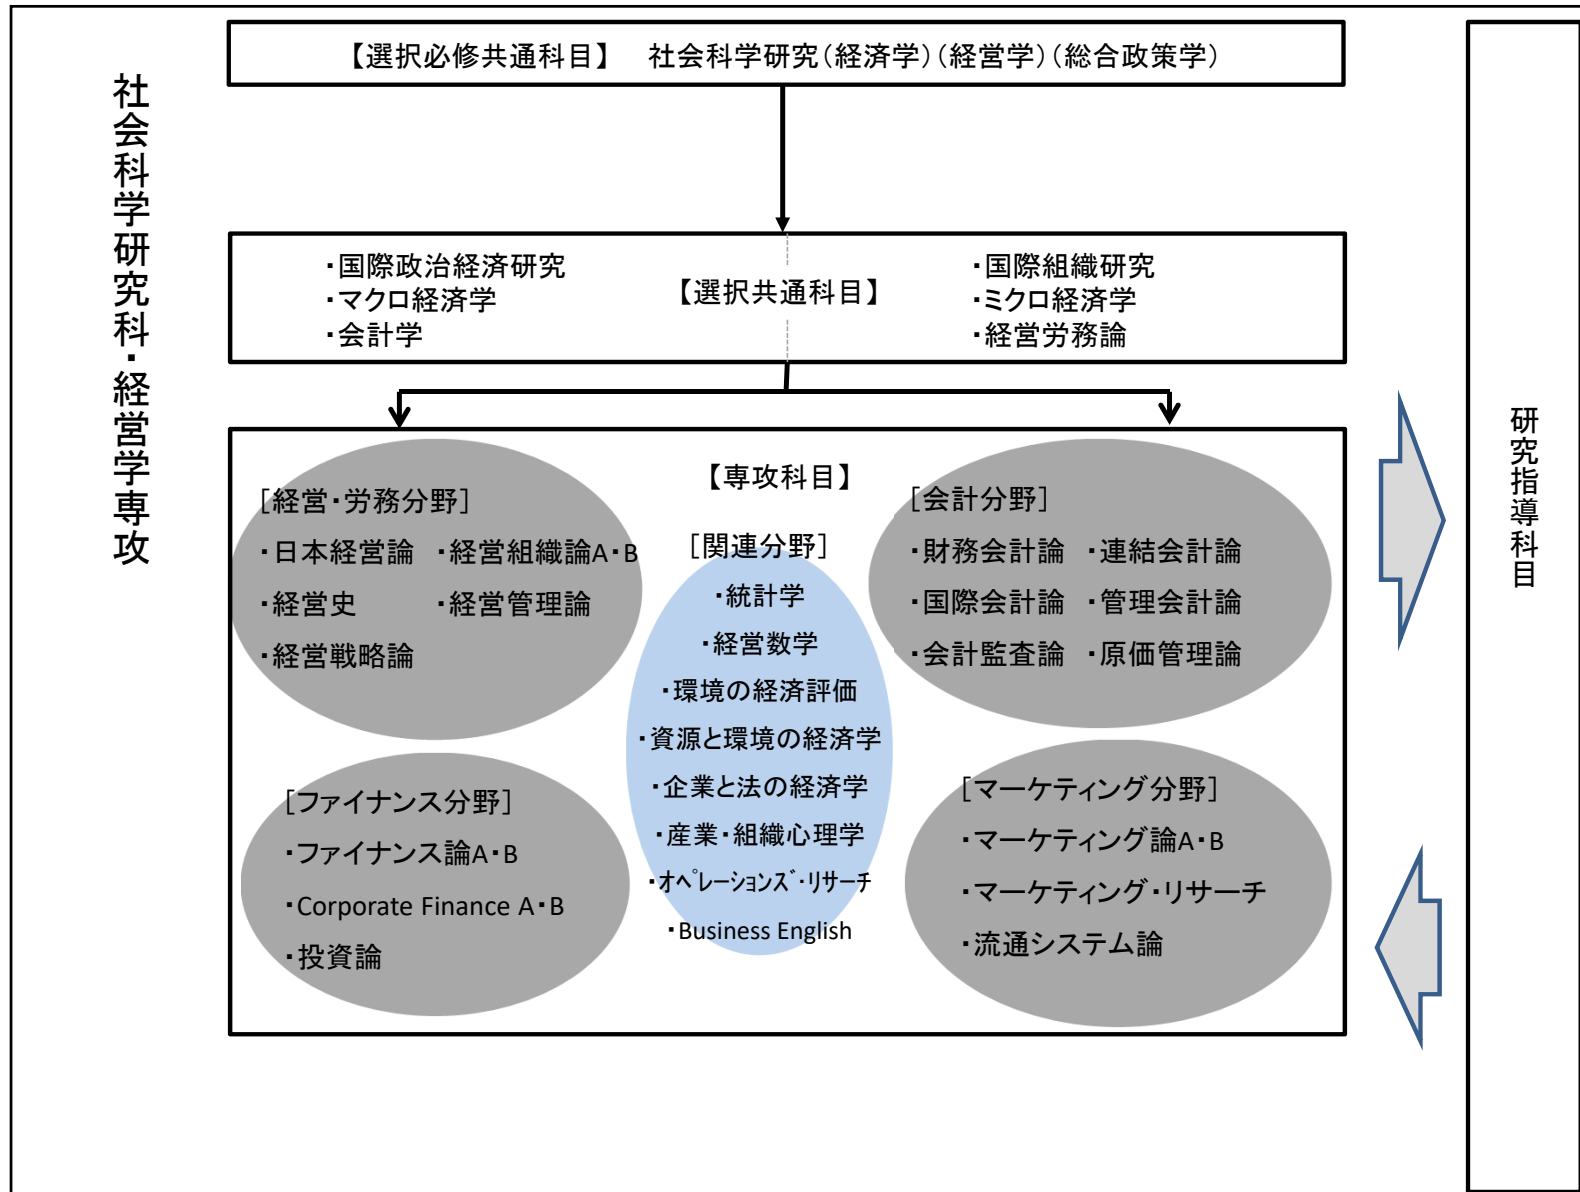 社会科学研究科・経営学専攻
【選択必修共通科目】　社会科学研究(経済学)(経営学)(総合政策学)
【選択共通科目】
・国際政治経済研究
・マクロ経済学
・会計学
・国際組織研究
・ミクロ経済学
・経営労務論
【専攻科目】
[経営・労務分野]
・日本経営論　・経営組織論A・B
・経営史　・経営管理論
・経営戦略論
[関連分野]
・統計学
・経営数学
・環境の経済評価
・資源と環境の経済学
・企業と法の経済学
・産業・組織心理学
・ｵﾍﾟﾚｰｼｮﾝｽﾞ・ﾘｻｰﾁ
・Business English
[会計分野]
・財務会計論　・連結会計論
・国際会計論　・管理会計論
・会計監査論　・原価管理論
[ファイナンス分野]
・ファイナンス論A・B
・Corporate Finance A・B
・投資論
[マーケティング分野]
・マーケティング論A・B
・マーケティング・リサーチ
・流通システム論
研究指導科目